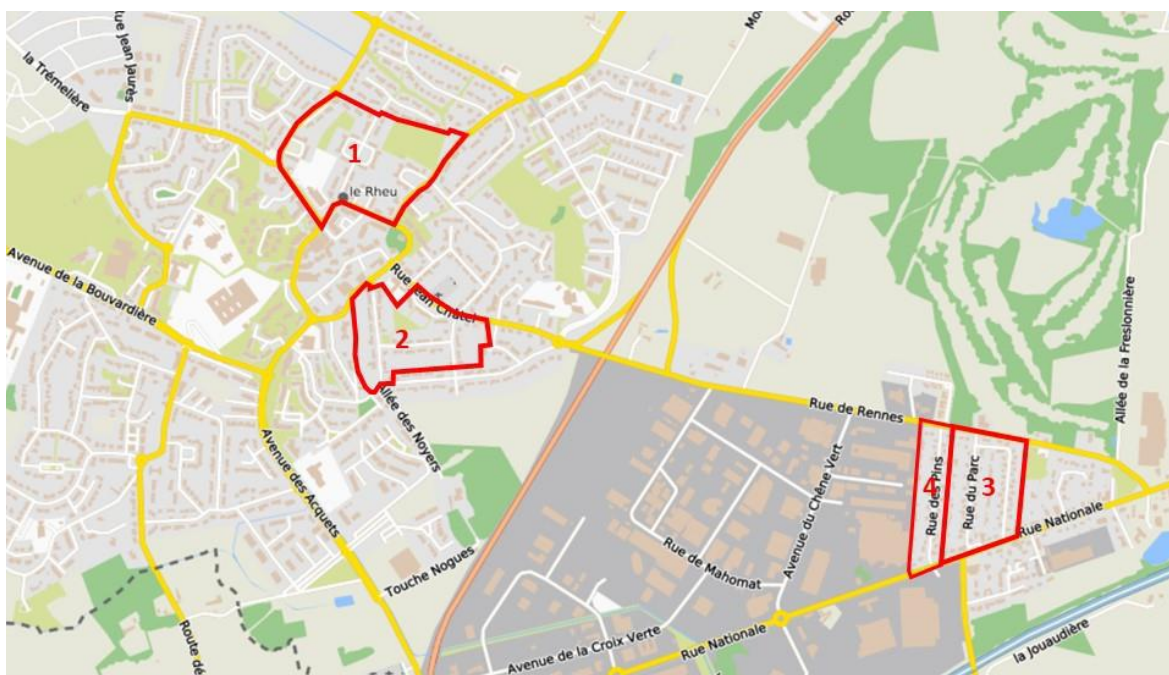 Rue Jean Jaurès
la Trémelière
1
le Rheu
Avenue de la Bouvardière
Rue Jean Châtel
2
Allée des Noyers
Avenue des Acquets
Touche Nogues
Rue de Rennes
Allée de la Freslonnière
4
Rue des Pins
Rue du Parc
3
Rue Nationale
Avenue du Chêne Vert
Rue de Mahomat
Rue Nationale
Avenue de la Croix Verte
la Jouaudière